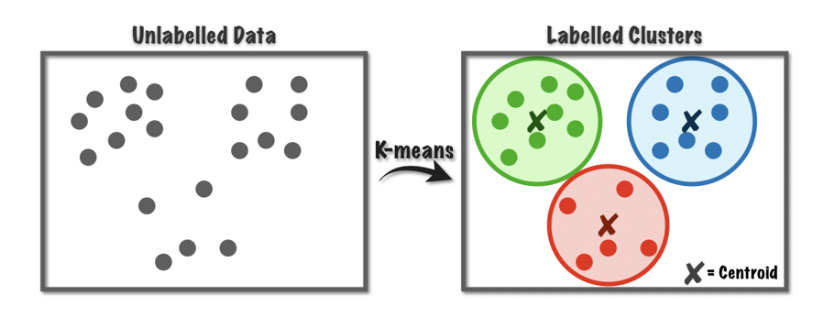 Unlabelled Data
Labelled Clusters
K-means
X = Centroid